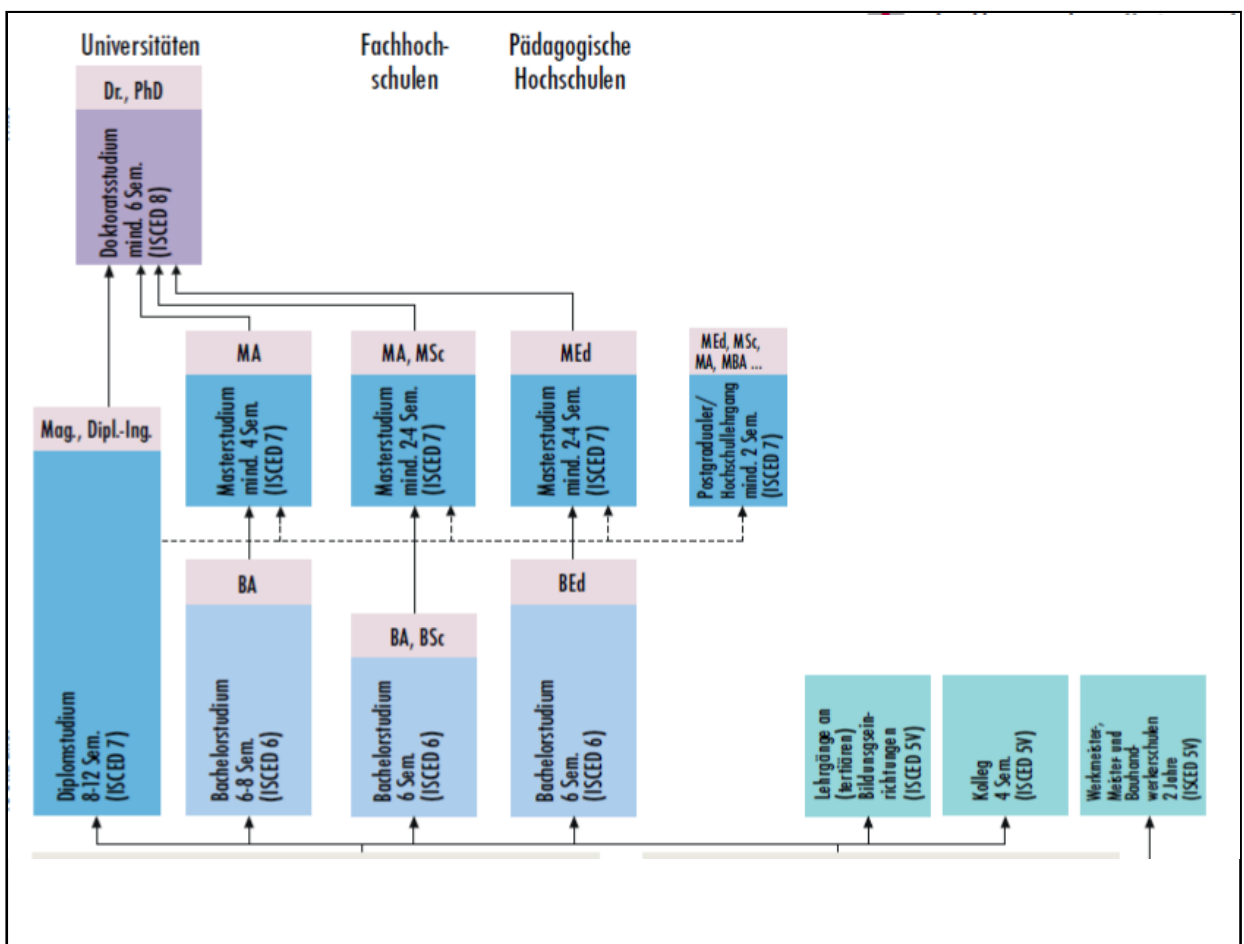 Universitäten
Fachhoch-
schulen
Pädagogische
Hochschulen
Dr., PhD
Doktoratsstudium
mind. 6 Sem.
(ISCED 8)
MA
Masterstudium
mind. 4 Sem.
(ISCED 7)
MA, MSc
Masterstudium
mind. 2-4 Sem.
(ISCED 7)
MEd
Masterstudium
mind. 2-4 Sem.
(ISCED 7)
MEd, MSc,
MA, MBA ...
Postgradualer/
Hochschullehrgang
mind. 2 Sem.
(ISCED 7)
Mag., Dipl.-Ing.
Diplomstudium
8-12 Sem.
(ISCED 7)
BA
Bachelorstudium
6-8 Sem.
(ISCED 6)
BA, BSc
Bachelorstudium
6 Sem.
(ISCED 6)
BEd
Bachelorstudium
6 Sem.
(ISCED 6)
Lehrgänge an
(tertiären)
Bildungsein-
richtungen
(ISCED 5V)
Kolleg
4 Sem.
(ISCED 5V)
Werkmeister-,
Meister und
Bauhand-
werkerschulen
2 Jahre
(ISCED 5V)